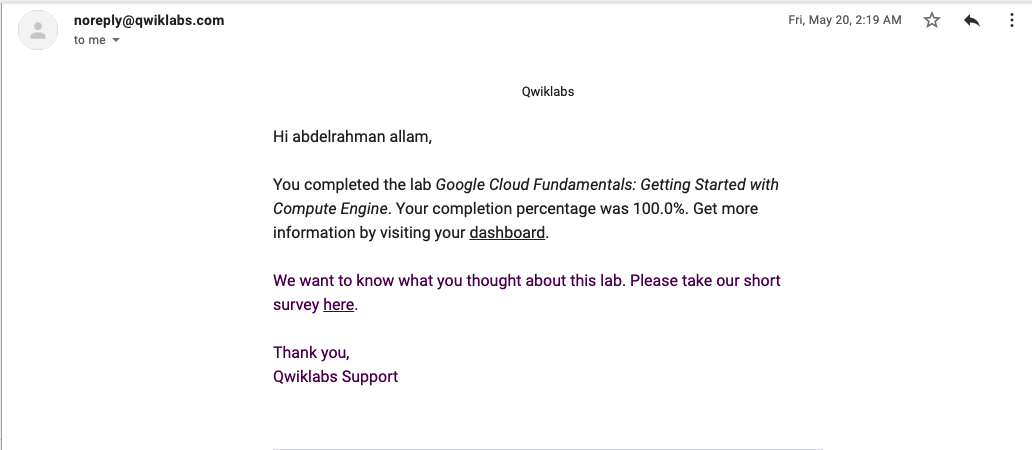 noreply@qwiklabs.com
Fri, May 20, 2:19 AM
to me
Qwiklabs
Hi abdelrahman allam,
You completed the lab Google Cloud Fundamentals: Getting Started with
Compute Engine. Your completion percentage was 100.0%. Get more
information by visiting your dashboard.
We want to know what you thought about this lab. Please take our short
survey here.
Thank you,
Qwiklabs Support